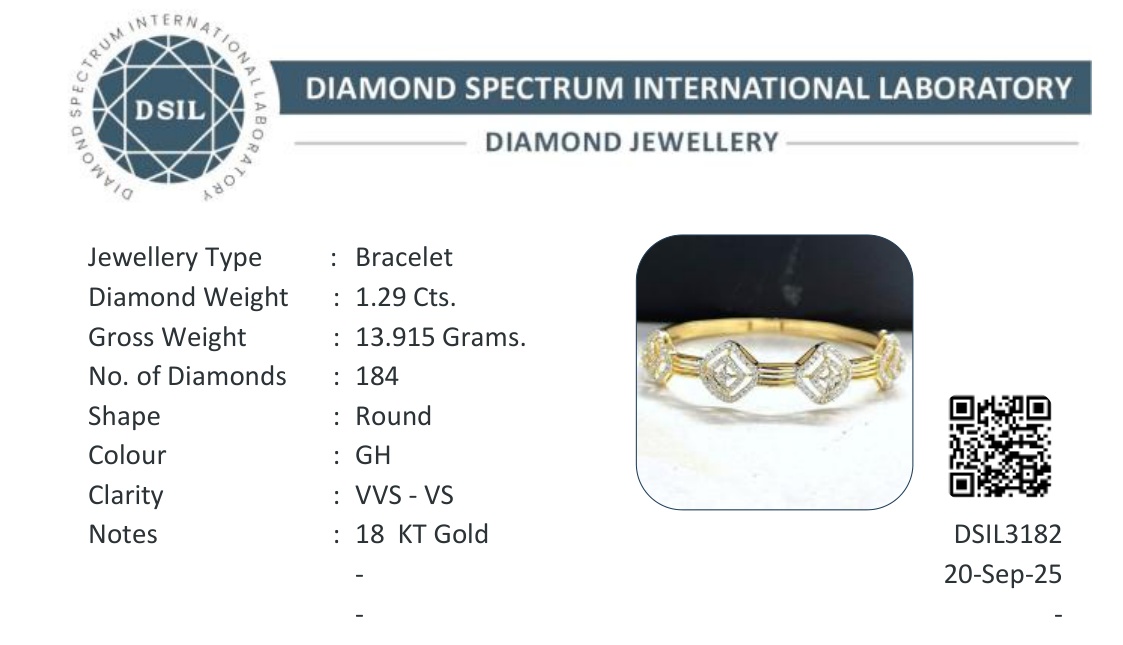 DIAMOND SPECTRUM INTERNATIONAL LABORATORY
DSIL
DIAMOND SPECTRUM INTERNATIONAL LABORATORY
DIAMOND JEWELLERY
Jewellery Type : Bracelet
Diamond Weight : 1.29 Cts.
Gross Weight : 13.915 Grams.
No. of Diamonds : 184
Shape : Round
Colour : GH
Clarity : VVS - VS
Notes : 18 KT Gold
-
-
DSIL3182
20-Sep-25
-